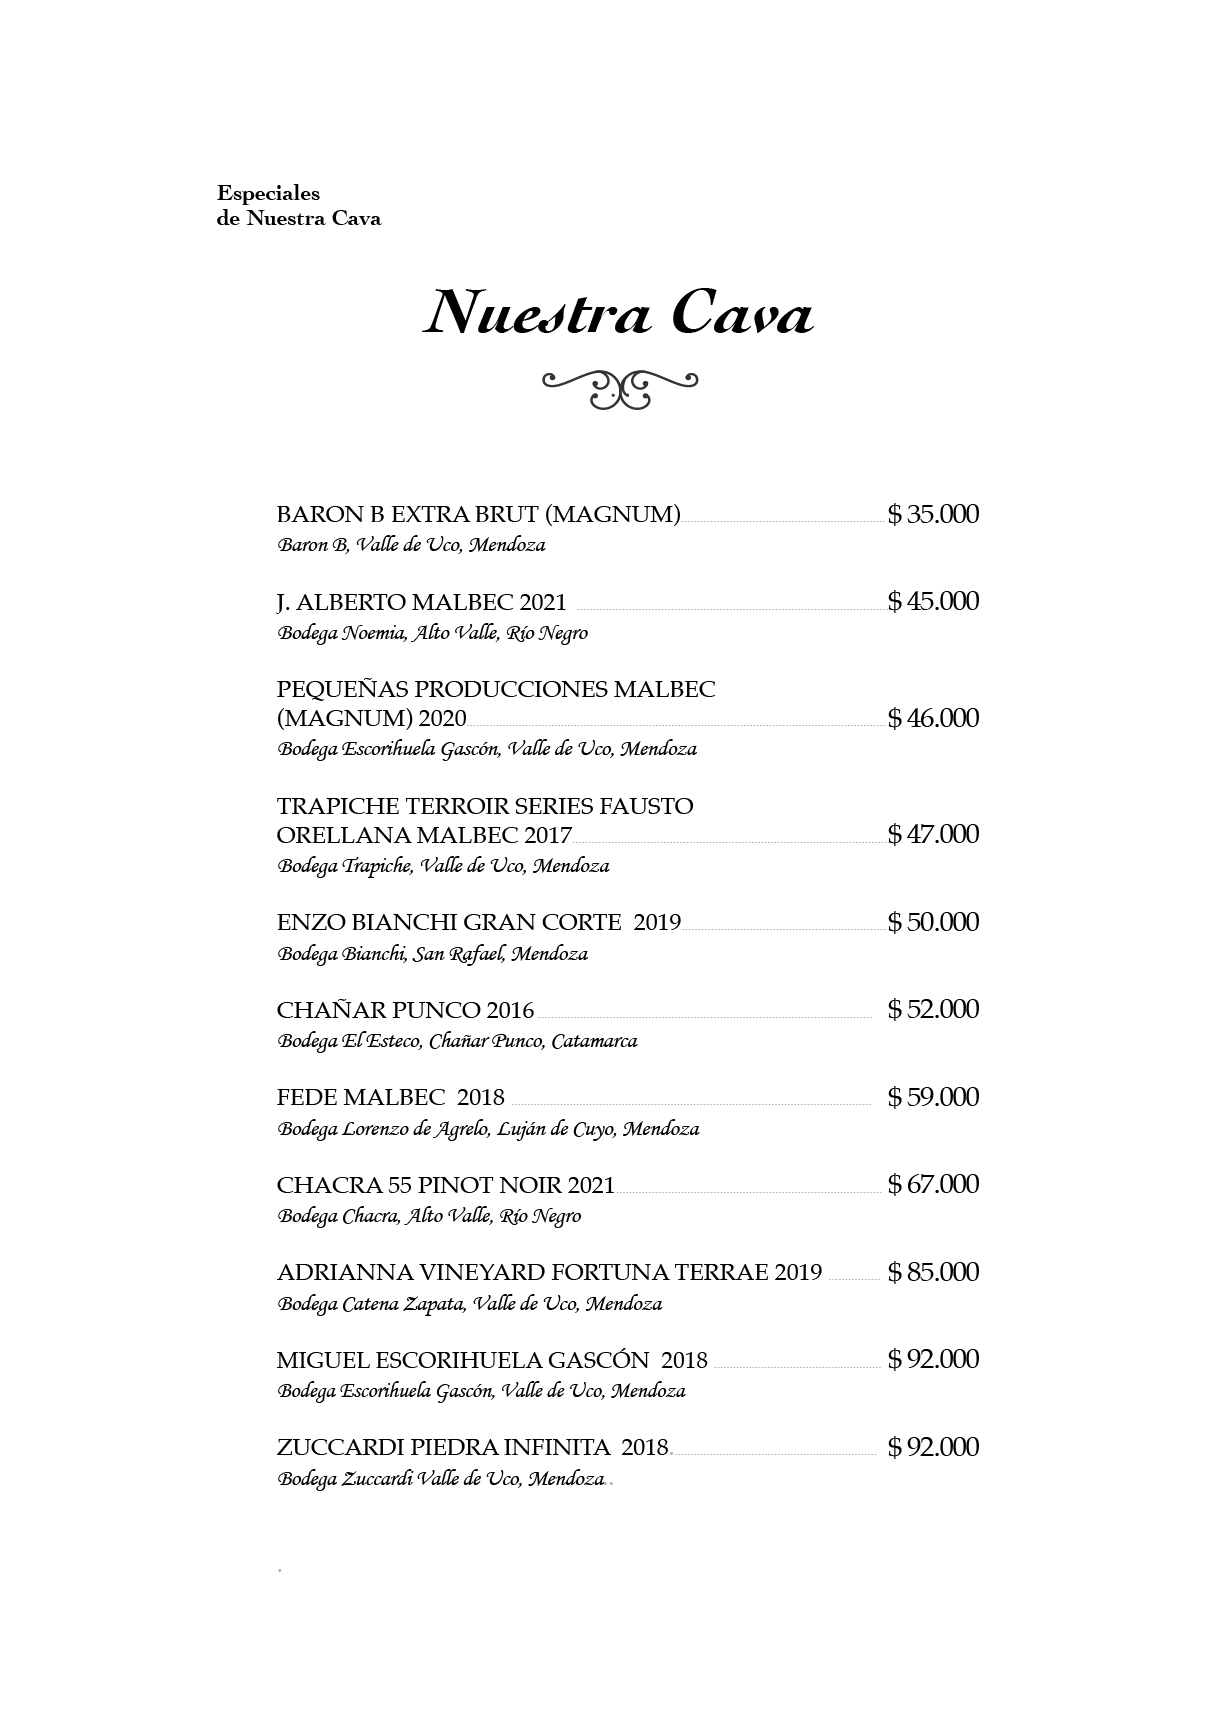 Especiales
de Nuestra Cava
Nuestra Cava
BARON B EXTRA BRUT (MAGNUM) $ 35.000
Baron B, Valle de Uco, Mendoza
J. ALBERTO MALBEC 2021 $ 45.000
Bodega Noemia, Alto Valle, Río Negro
PEQUEÑAS PRODUCCIONES MALBEC
(MAGNUM) 2020 $ 46.000
Bodega Escorihuela Gascón, Valle de Uco, Mendoza
TRAPICHE TERROIR SERIES FAUSTO
ORELLANA MALBEC 2017 $ 47.000
Bodega Trapiche, Valle de Uco, Mendoza
ENZO BIANCHI GRAN CORTE 2019 $ 50.000
Bodega Bianchi, San Rafael, Mendoza
CHAÑAR PUNCO 2016 $ 52.000
Bodega El Esteco, Chañar Punco, Catamarca
FEDE MALBEC 2018 $ 59.000
Bodega Lorenzo de Agrelo, Luján de Cuyo, Mendoza
CHACRA 55 PINOT NOIR 2021 $ 67.000
Bodega Chacra, Alto Valle, Río Negro
ADRIANNA VINEYARD FORTUNA TERRAE 2019 $ 85.000
Bodega Catena Zapata, Valle de Uco, Mendoza
MIGUEL ESCORIHUELA GASCÓN 2018 $ 92.000
Bodega Escorihuela Gascón, Valle de Uco, Mendoza
ZUCCARDI PIEDRA INFINITA 2018. $ 92.000
Bodega Zuccardi Valle de Uco, Mendoza..
.